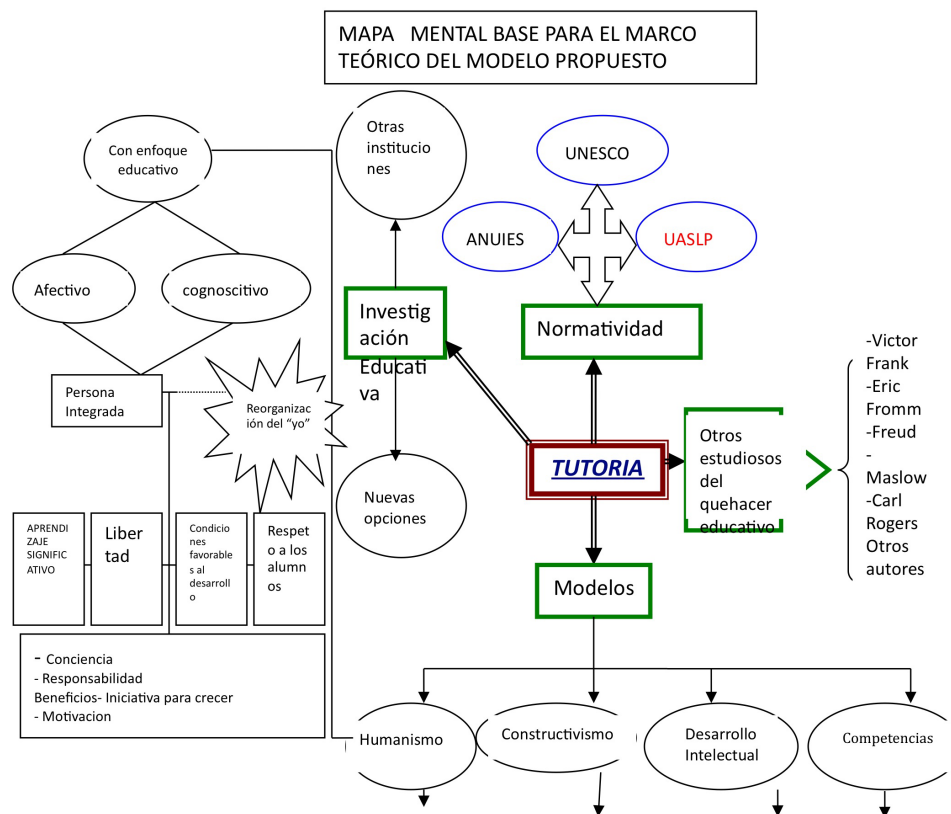 MAPA   MENTAL BASE PARA EL MARCO
TEÓRICO DEL MODELO PROPUESTO
Con enfoque
educativo
Otras
institucio
nes
UNESCO
ANUIES
UASLP
Afectivo
cognoscitivo
Investig
ación
Educati
va
Normatividad
Persona
Integrada
Reorganizac
ión del “yo”
Nuevas
opciones
TUTORIA
Otros
estudiosos
del
quehacer
educativo
-Victor
Frank
-Eric
Fromm
-Freud
-
Maslow
-Carl
Rogers
Otros
autores
APRENDI
ZAJE
SIGNIFIC
ATIVO
Liber
tad
Condicio
nes
favorable
s al
desarroll
o
Respet
o a los
alumn
os
Modelos
- Conciencia
- Responsabilidad
Beneficios- Iniciativa para crecer
- Motivacion
Humanismo
Constructivismo
Desarrollo
Intelectual
Competencias